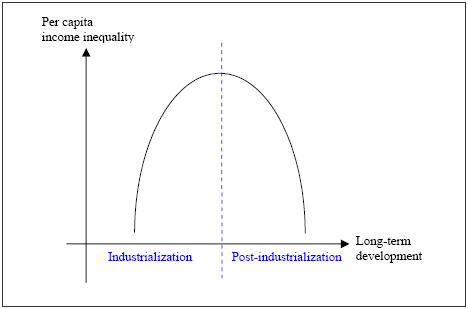 Per capita
income inequality
Long-term
development
Industrialization
Post-industrialization